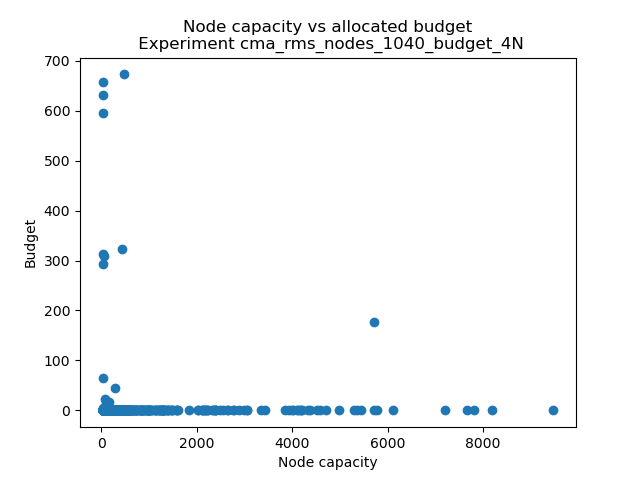 Node capacity vs allocated budget
Experiment cma_rms_nodes_1040_budget_4N
700
600
500
400
300
200
100
0
Budget
0 2000 4000 6000 8000
Node capacity